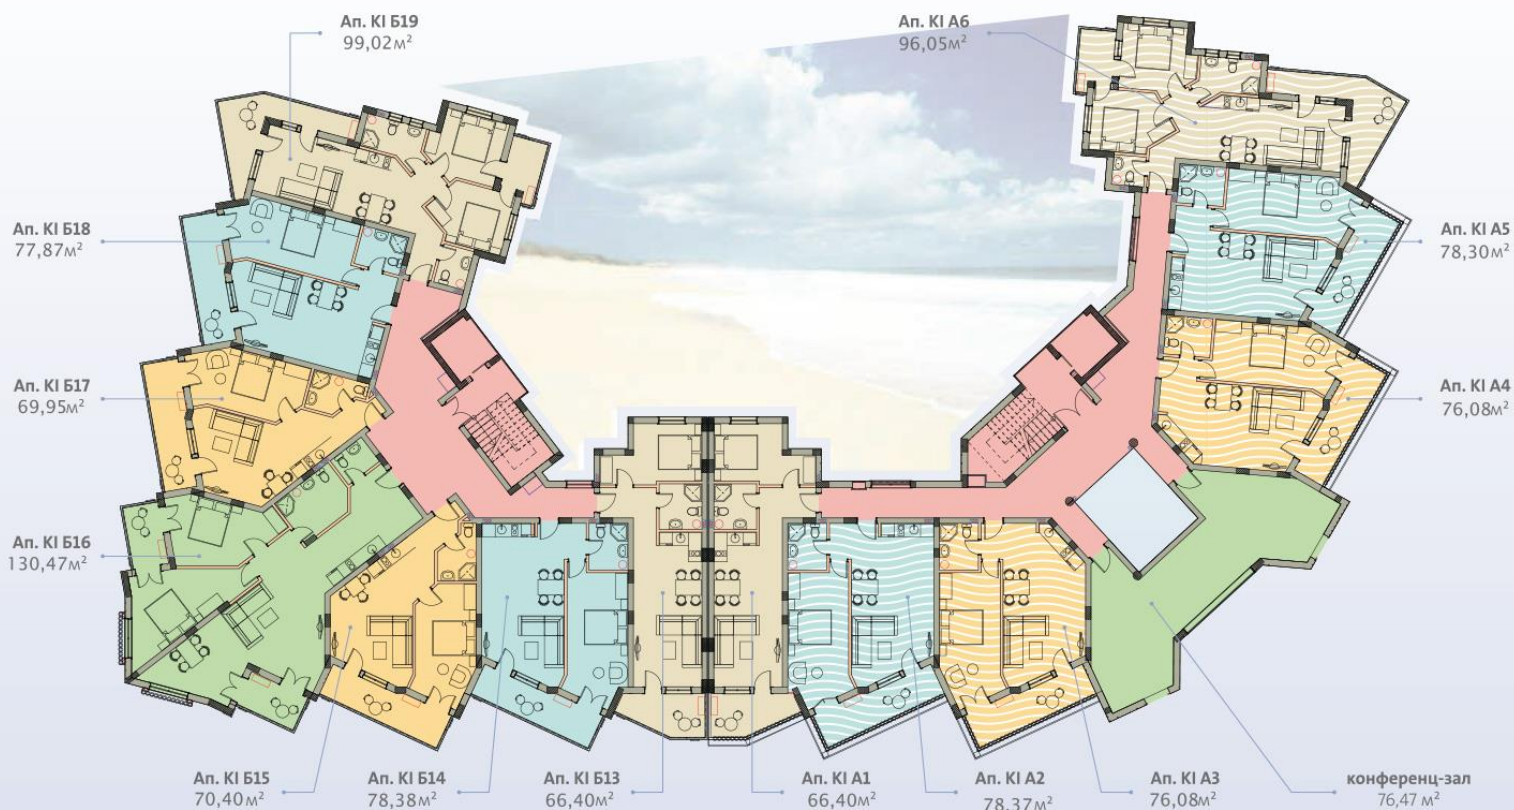 Ап. KI Б19
99,02м²
Ап. KI А6
96,05м²
Ап. KI Б18
77,87м²
Ап. KI А5
78,30м²
Ап. KI Б17
69,95м²
Ап. KI А4
76,08м²
Ап. KI Б16
130,47м²
Ап. KI Б15
70,40м²
Ап. KI Б14
78,38м²
Ап. KI Б13
66,40м²
Ап. KI А1
66,40м²
Ап. KI А2
78,37м²
Ап. KI А3
76,08м²
конференц-зал
76,47 м²